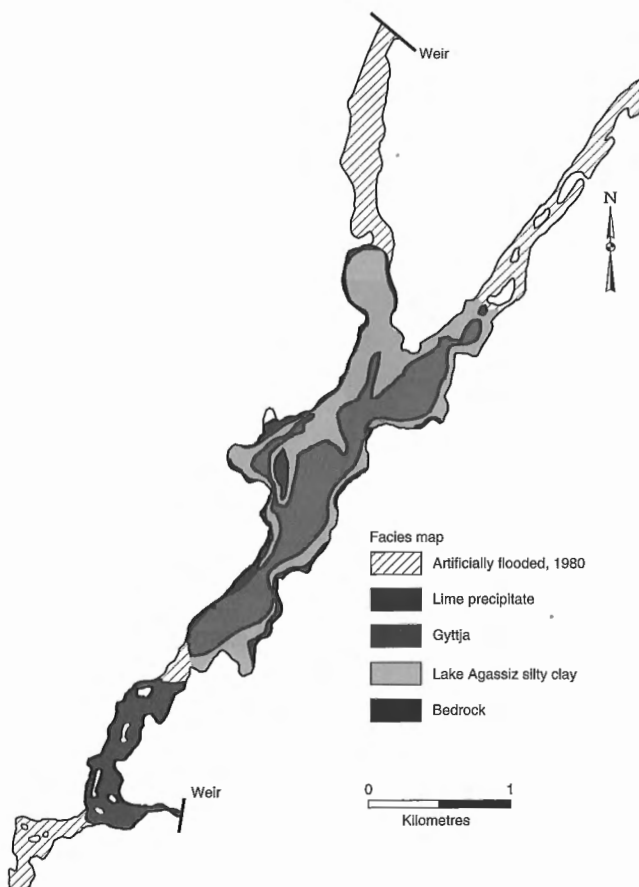 Weir
N
Facies map
Artificially flooded, 1980
Lime precipitate
Gyttja
Lake Agassiz silty clay
Bedrock
Weir
0 1
Kilometres